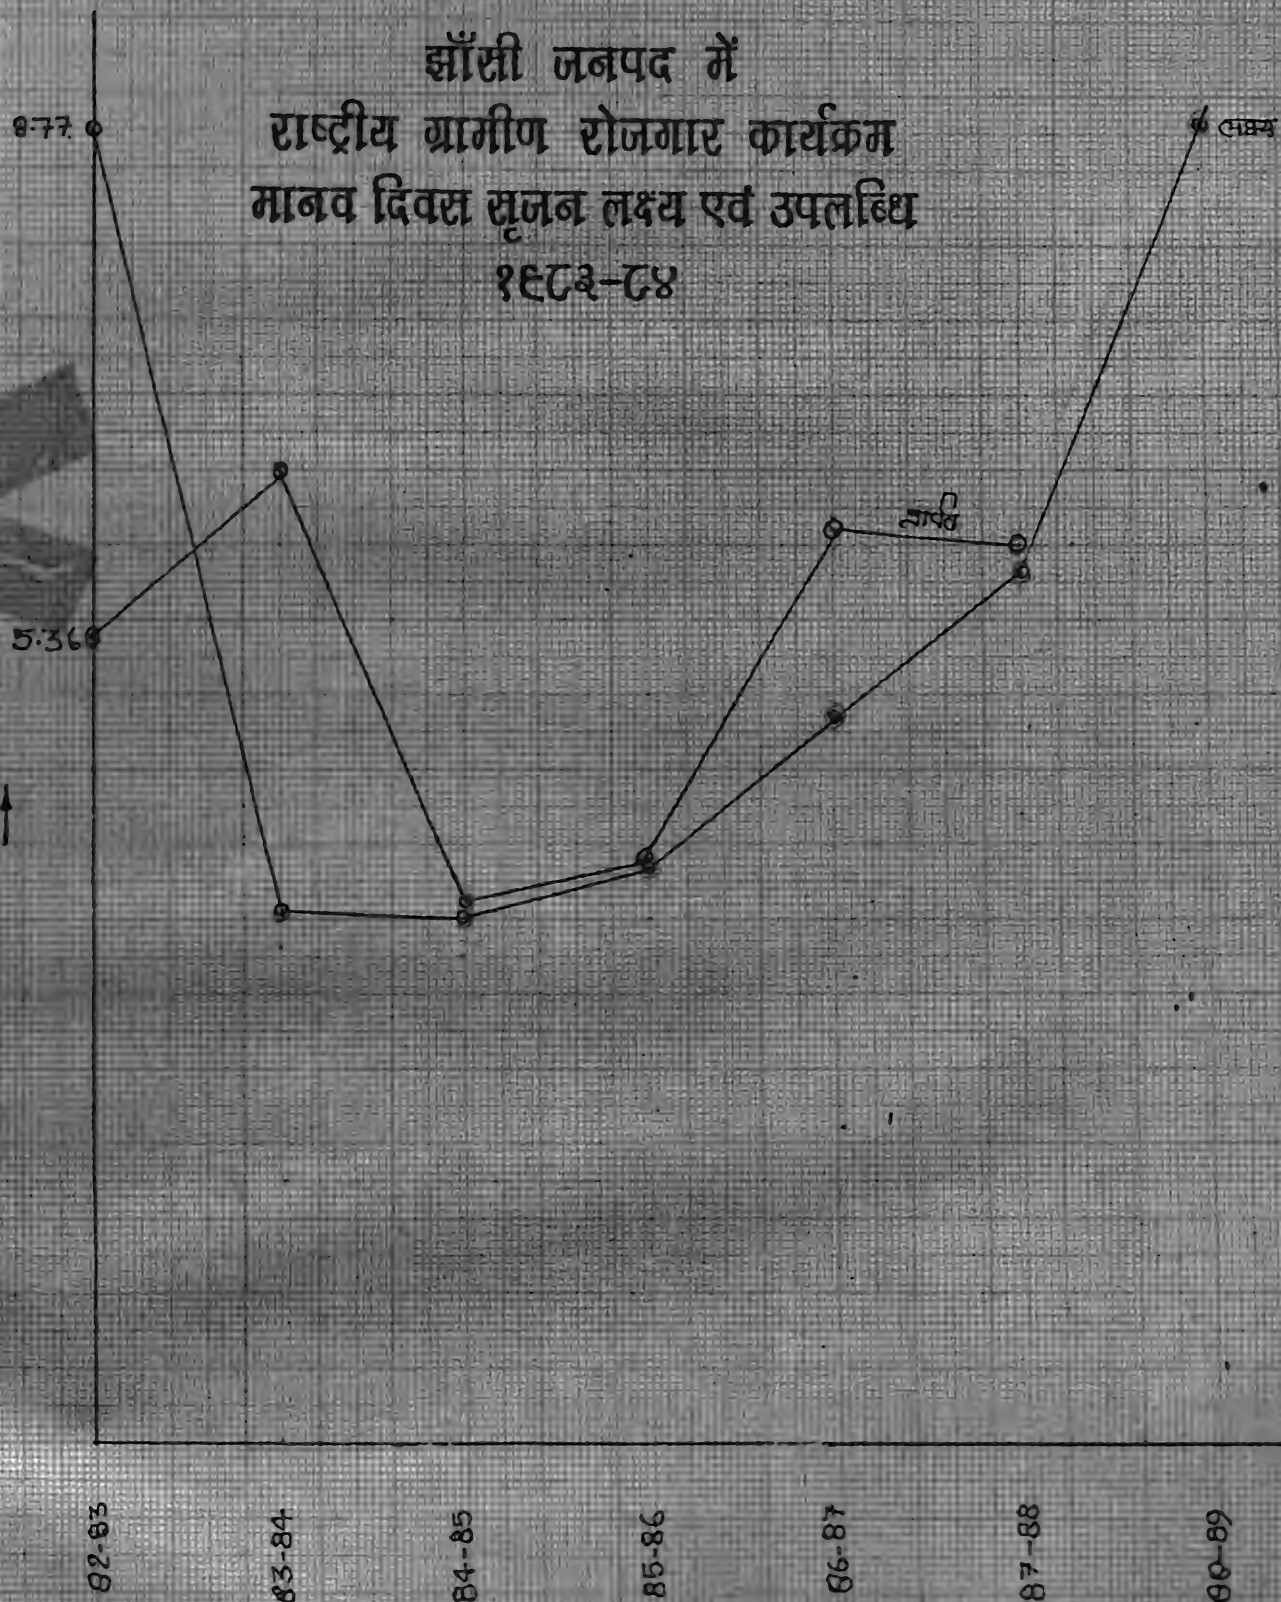 झाँसी जनपद में
राष्ट्रीय ग्रामीण रोजगार कार्यक्रम
मानव दिवस सृजन लक्ष्य एवं उपलब्धि
१९८३-८४
8.77
लक्ष्य
5.36
82-83
83-84
84-85
85-86
86-87
87-88
88-89